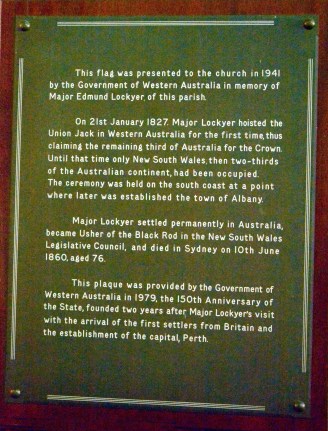 This flag was presented to the church in 1941
by the Government of Western Australia in memory of
Major Edmund Lockyer, of this parish.
On 21st January 1827, Major Lockyer hoisted the
Union Jack in Western Australia for the first time, thus
claiming the remaining third of Australia for the Crown.
Until that time only New South Wales, then two-thirds
of the Australian continent, had been occupied.
The ceremony was held on the south coast at a point
where later was established the town of Albany.
Major Lockyer settled permanently in Australia,
became Usher of the Black Rod in the New South Wales
Legislative Council, and died in Sydney on 10th June
1860, aged 76.
This plaque was provided by the Government of
Western Australia in 1979, the 150th Anniversary of
the State, founded two years after Major Lockyer's visit
with the arrival of the first settlers from Britain and
the establishment of the capital, Perth.